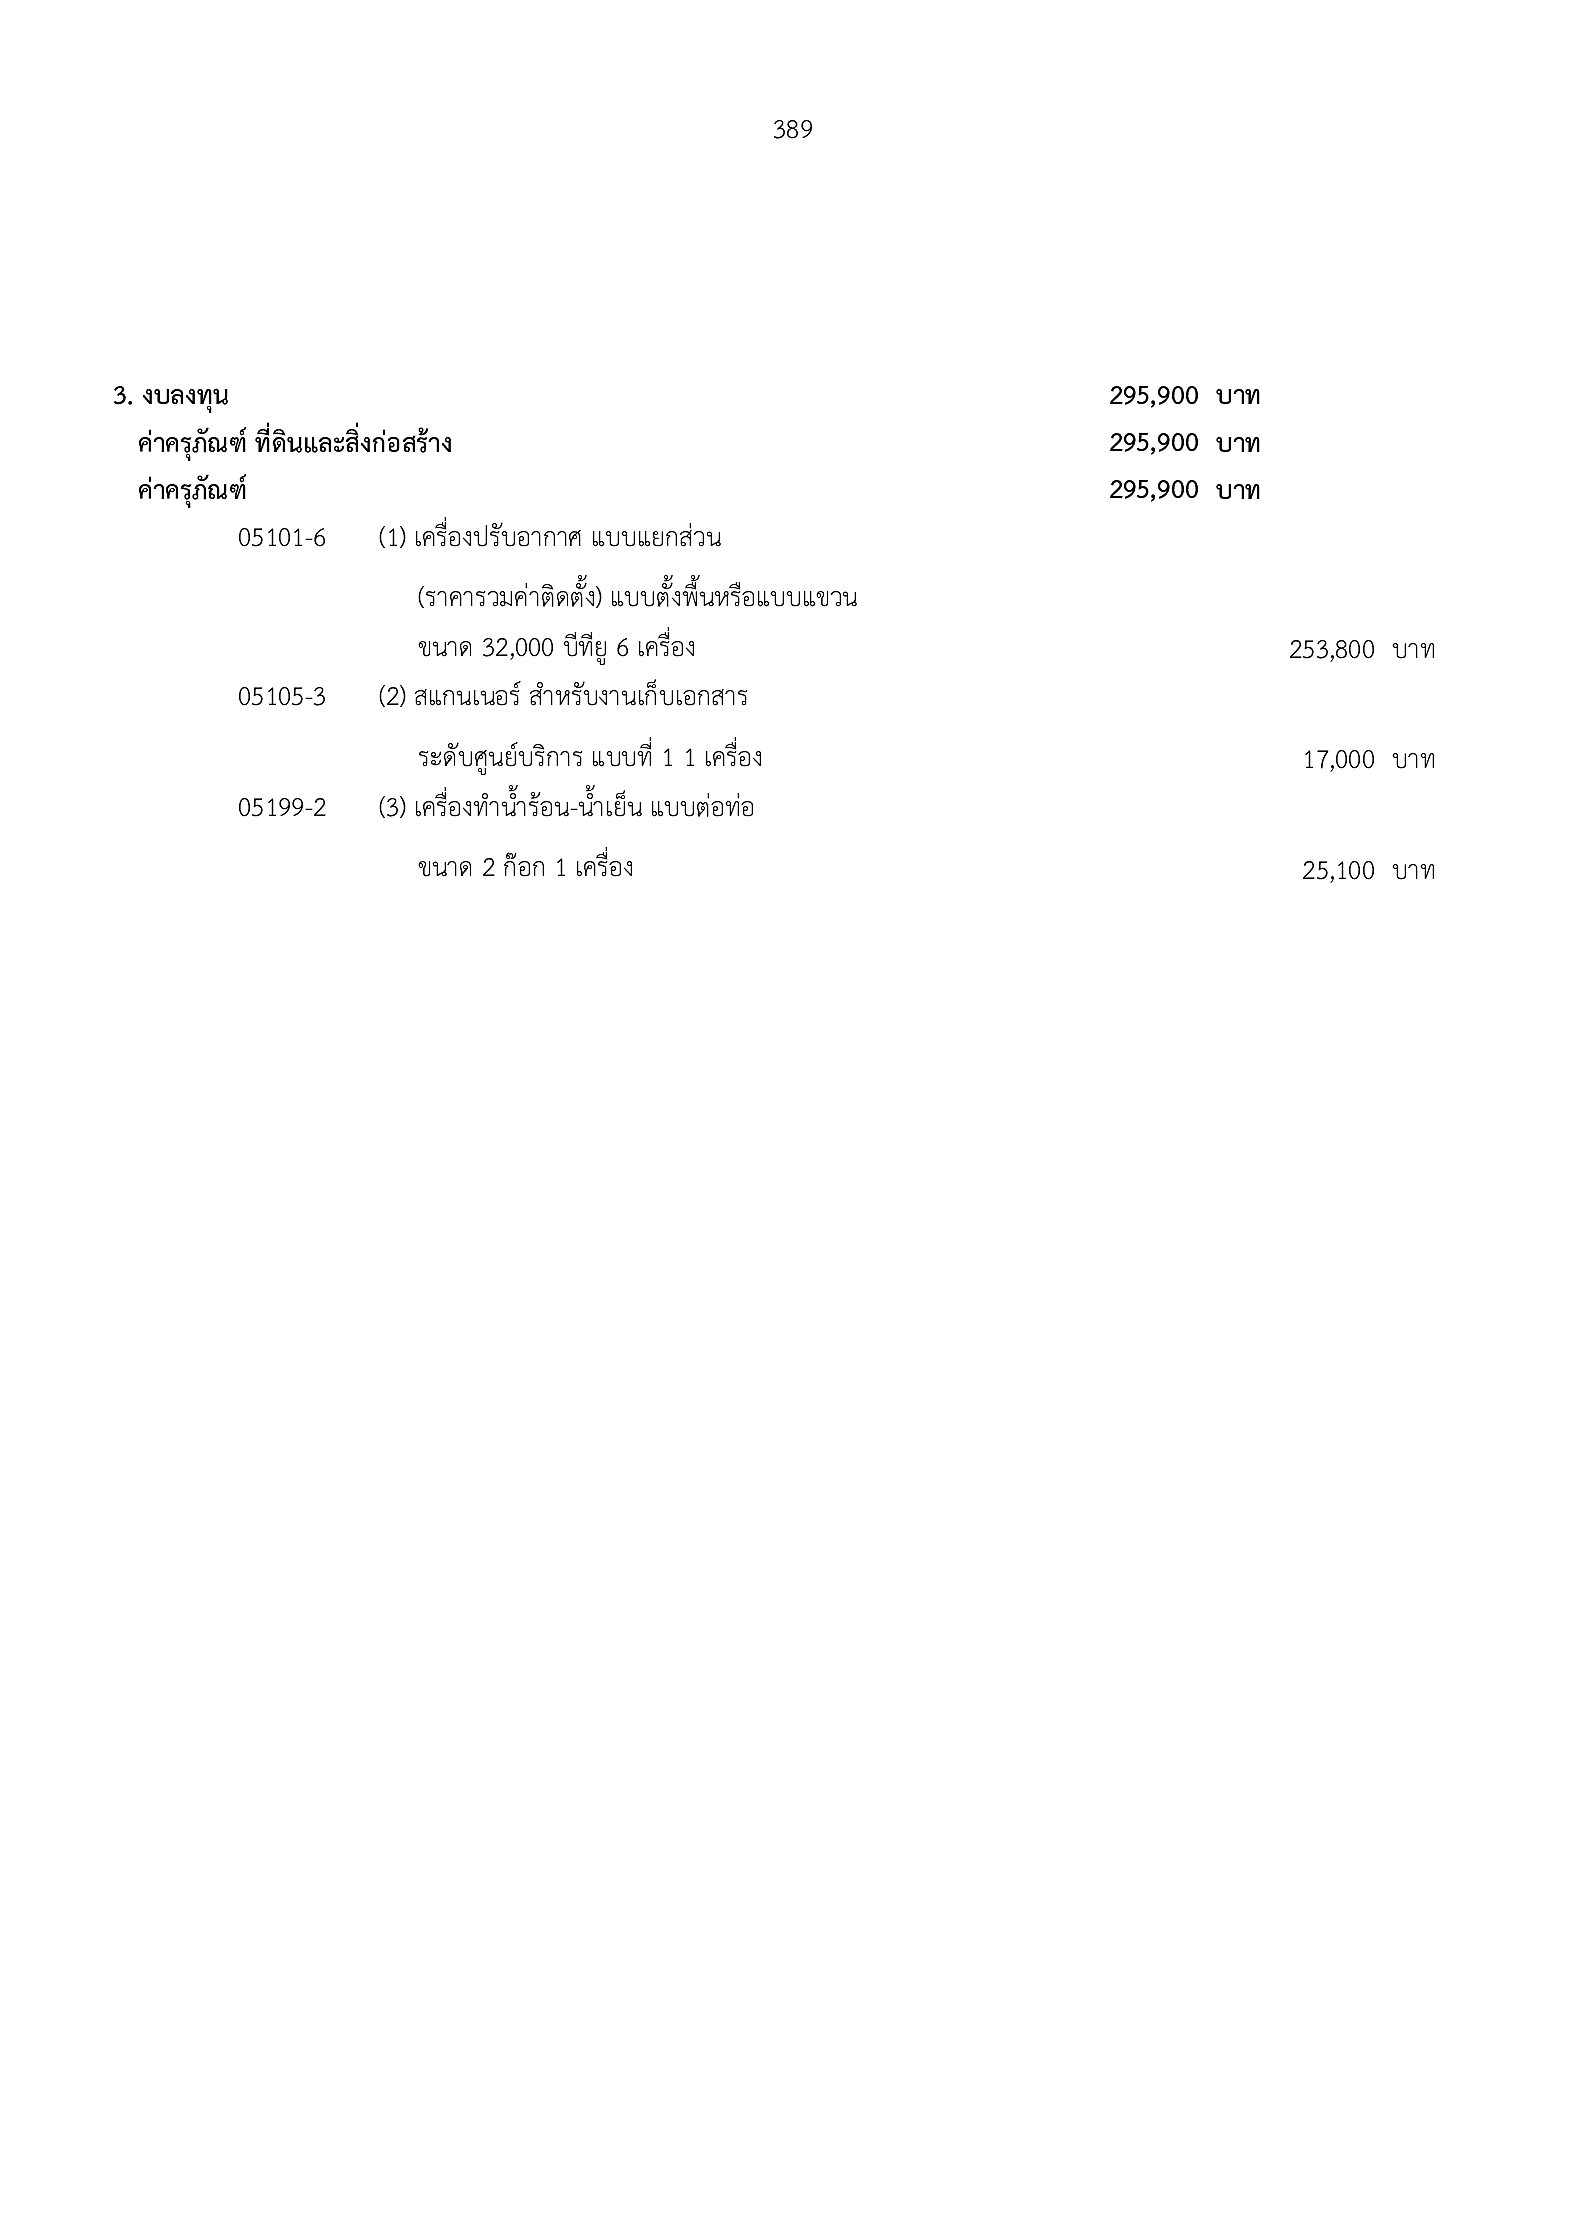 389
3. งบลงทุน 295,900 บาท
ค่าครุภัณฑ์ ที่ดินและสิ่งก่อสร้าง 295,900 บาท
ค่าครุภัณฑ์ 295,900 บาท
05101-6 (1) เครื่องปรับอากาศ แบบแยกส่วน
(ราคารวมค่าติดตั้ง) แบบตั้งพื้นหรือแบบแขวน
ขนาด 32,000 บีทียู 6 เครื่อง 253,800 บาท
05105-3 (2) สแกนเนอร์ สำหรับงานเก็บเอกสาร
ระดับศูนย์บริการ แบบที่ 1 1 เครื่อง 17,000 บาท
05199-2 (3) เครื่องทำน้ำร้อน-น้ำเย็น แบบต่อท่อ
ขนาด 2 ก๊อก 1 เครื่อง 25,100 บาท